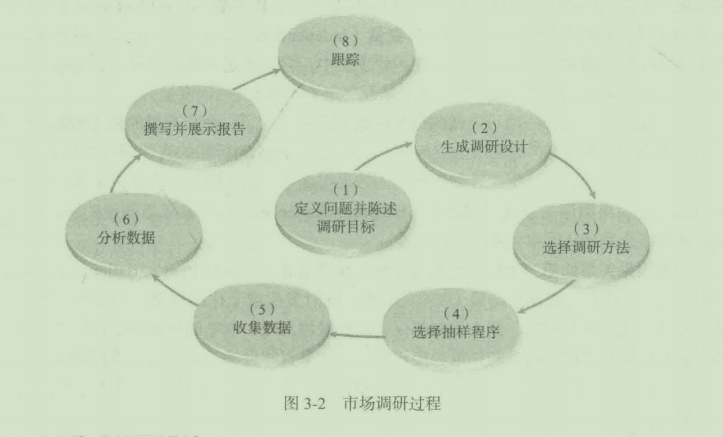 （1）
定义问题并陈述
调研目标
（2）
生成调研设计
（3）
选择调研方法
（4）
选择抽样程序
（5）
收集数据
（6）
分析数据
（7）
撰写并展示报告
（8）
跟踪
图 3-2 市场调研过程